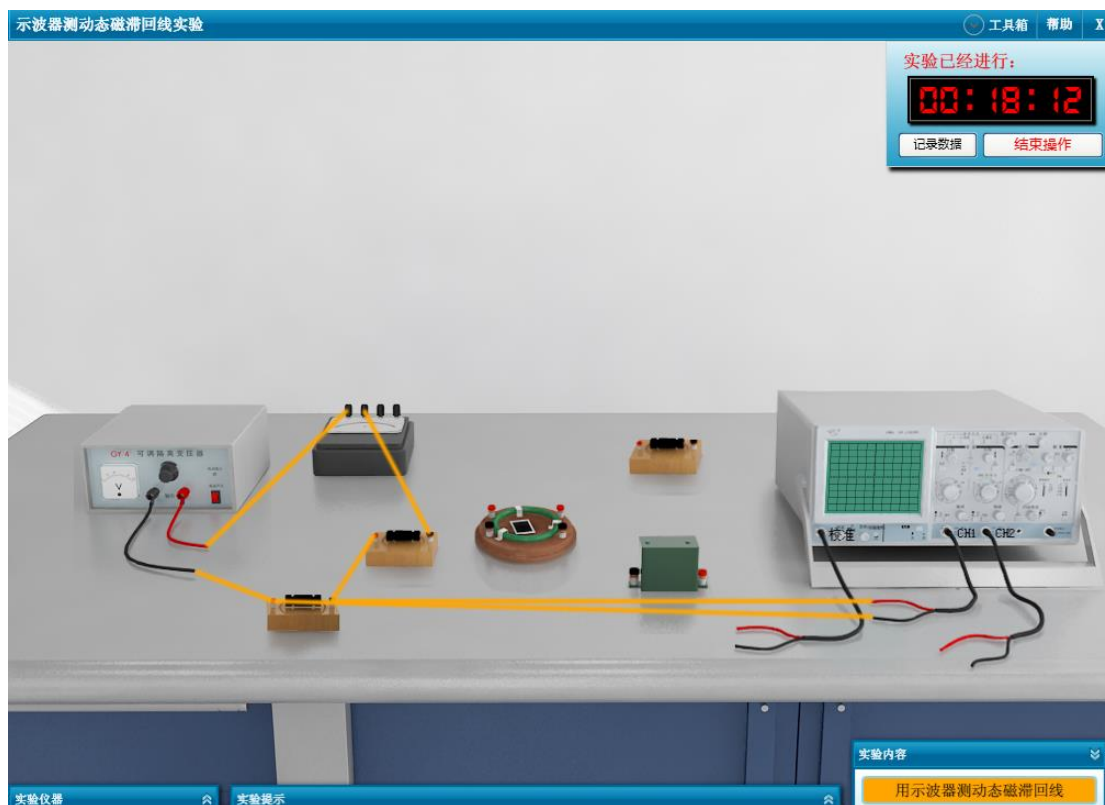 示波器测动态磁滞回线实验
工具箱 帮助 X
实验已经进行：
00:18:12
记录数据 结束操作
GY-4 可调隔离变压器
V
校准 CH1 CH2
实验内容
用示波器测动态磁滞回线
实验仪器 实验提示